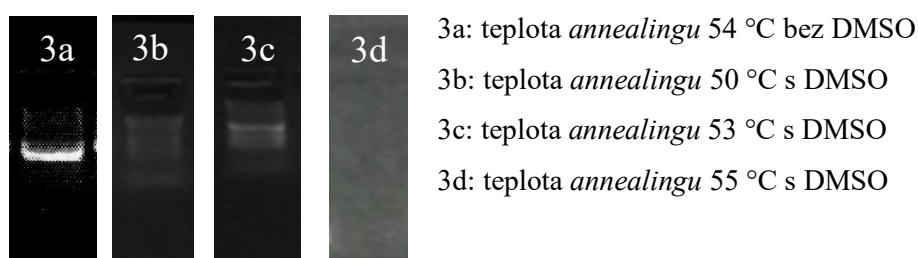 3a 3b 3c 3d
3a: teplota annealingu 54 °C bez DMSO
3b: teplota annealingu 50 °C s DMSO
3c: teplota annealingu 53 °C s DMSO
3d: teplota annealingu 55 °C s DMSO